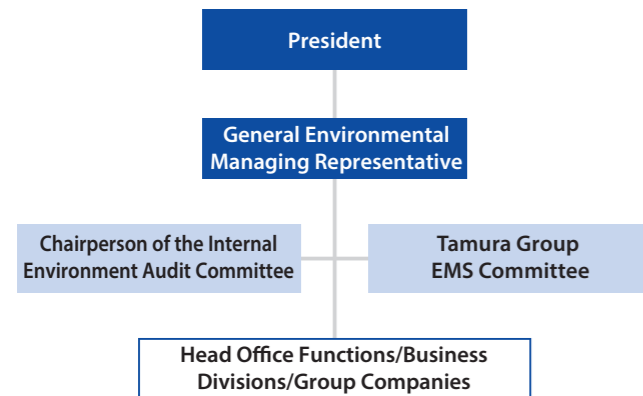 President
General Environmental
Managing Representative
Chairperson of the Internal
Environment Audit Committee
Tamura Group
EMS Committee
Head Office Functions/Business
Divisions/Group Companies